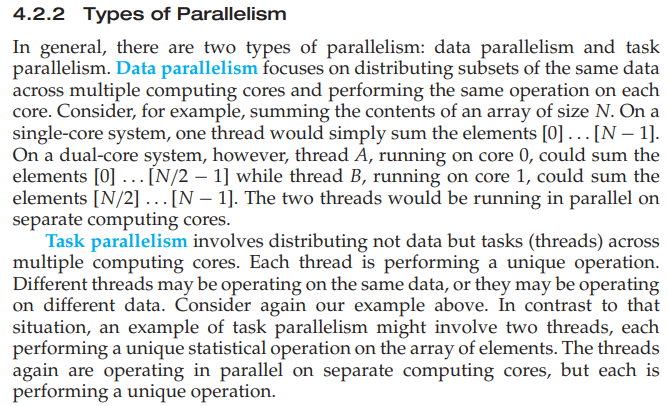 4.2.2 Types of Parallelism
In general, there are two types of parallelism: data parallelism and task
parallelism. Data parallelism focuses on distributing subsets of the same data
across multiple computing cores and performing the same operation on each
core. Consider, for example, summing the contents of an array of size N. On a
single-core system, one thread would simply sum the elements [0] . . . [N − 1].
On a dual-core system, however, thread A, running on core 0, could sum the
elements [0] . . . [N/2 − 1] while thread B, running on core 1, could sum the
elements [N/2] . . . [N − 1]. The two threads would be running in parallel on
separate computing cores.
Task parallelism involves distributing not data but tasks (threads) across
multiple computing cores. Each thread is performing a unique operation.
Different threads may be operating on the same data, or they may be operating
on different data. Consider again our example above. In contrast to that
situation, an example of task parallelism might involve two threads, each
performing a unique statistical operation on the array of elements. The threads
again are operating in parallel on separate computing cores, but each is
performing a unique operation.